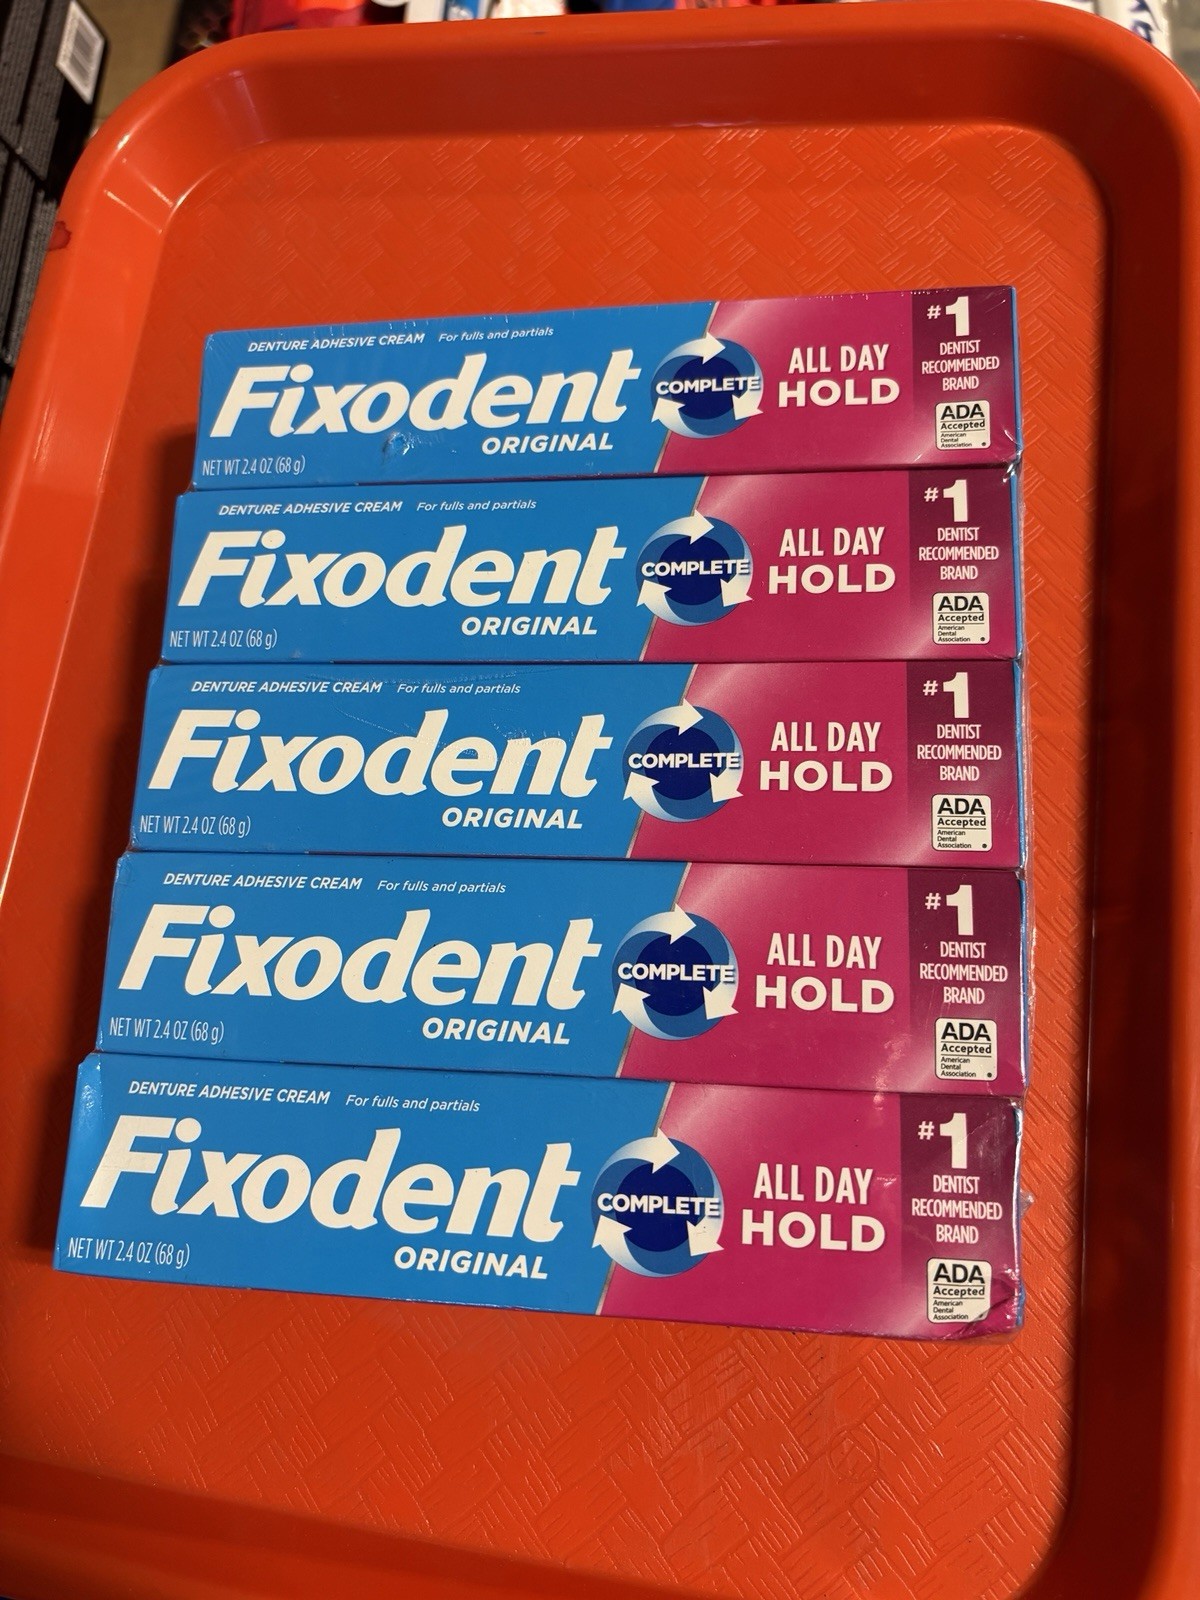 DENTURE ADHESIVE CREAM For fulls and partials
Fixodent
ORIGINAL
NET WT 2.4 OZ (68 g)
COMPLETE
ALL DAY
HOLD
#1
DENTIST
RECOMMENDED
BRAND
ADA
Accepted
American
Dental
Association
DENTURE ADHESIVE CREAM For fulls and partials
Fixodent
ORIGINAL
NET WT 2.4 OZ (68 g)
COMPLETE
ALL DAY
HOLD
#1
DENTIST
RECOMMENDED
BRAND
ADA
Accepted
American
Dental
Association
DENTURE ADHESIVE CREAM For fulls and partials
Fixodent
ORIGINAL
NET WT 2.4 OZ (68 g)
COMPLETE
ALL DAY
HOLD
#1
DENTIST
RECOMMENDED
BRAND
ADA
Accepted
American
Dental
Association
DENTURE ADHESIVE CREAM For fulls and partials
Fixodent
ORIGINAL
NET WT 2.4 OZ (68 g)
COMPLETE
ALL DAY
HOLD
#1
DENTIST
RECOMMENDED
BRAND
ADA
Accepted
American
Dental
Association
DENTURE ADHESIVE CREAM For fulls and partials
Fixodent
ORIGINAL
NET WT 2.4 OZ (68 g)
COMPLETE
ALL DAY
HOLD
#1
DENTIST
RECOMMENDED
BRAND
ADA
Accepted
American
Dental
Association